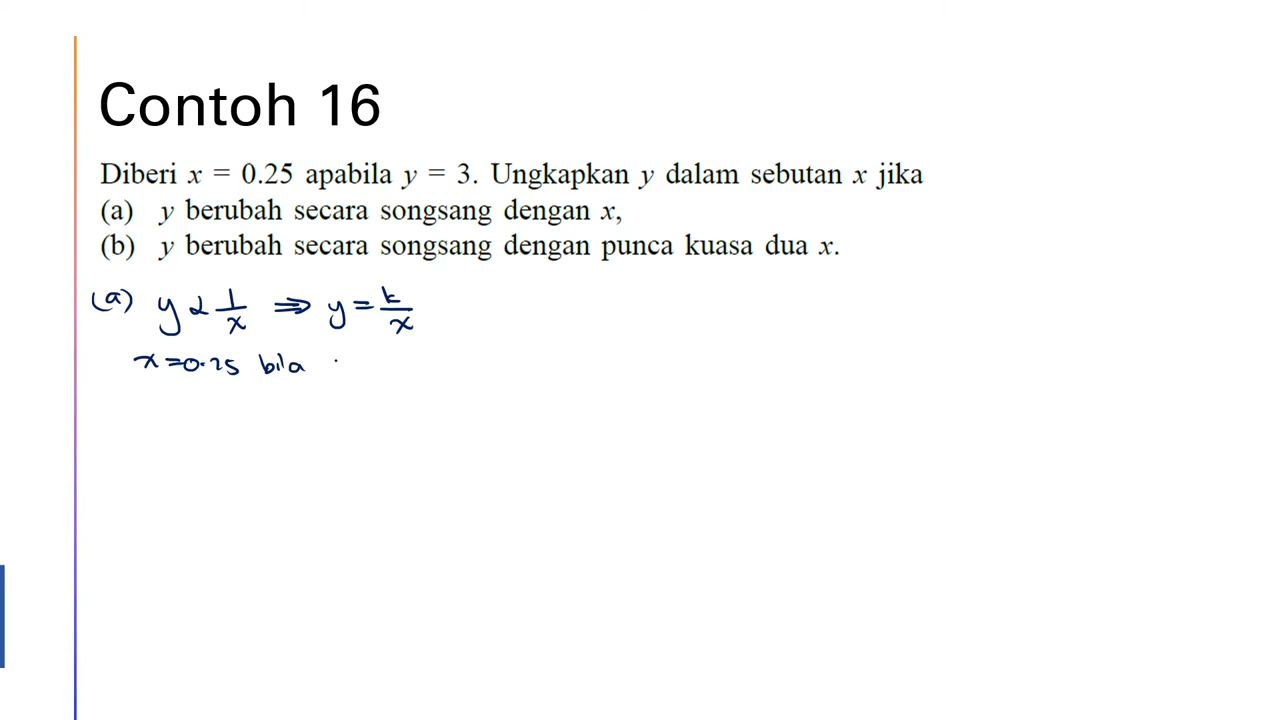 Contoh 16
Diberi x = 0.25 apabila y = 3. Ungkapkan y dalam sebutan x jika
(a) y berubah secara songsang dengan x,
(b) y berubah secara songsang dengan punca kuasa dua x.
(a) y ∝ 1/x ⇒ y = k/x
x = 0.25 bila